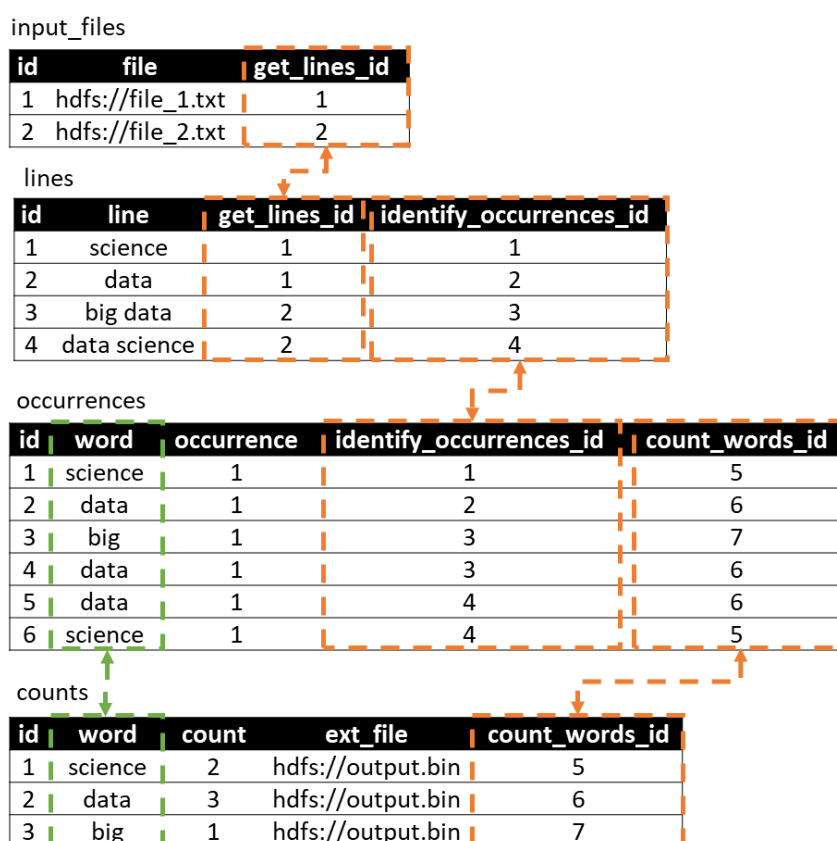 input_files
id file get_lines_id
1 hdfs://file_1.txt 1
2 hdfs://file_2.txt 2
lines
id line get_lines_id identify_occurrences_id
1 science 1 1
2 data 1 2
3 big data 2 3
4 data science 2 4
occurrences
id word occurrence identify_occurrences_id count_words_id
1 science 1 1 5
2 data 1 2 6
3 big 1 3 7
4 data 1 3 6
5 data 1 4 6
6 science 1 4 5
counts
id word count ext_file count_words_id
1 science 2 hdfs://output.bin 5
2 data 3 hdfs://output.bin 6
3 big 1 hdfs://output.bin 7